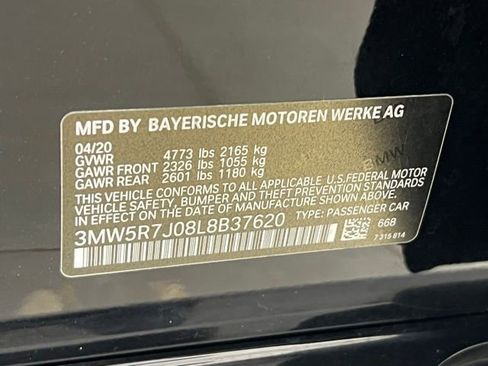 MFD BY BAYERISCHE MOTOREN WERKE AG
04/20
GVWR 4773 lbs 2165 kg
GAWR FRONT 2326 lbs 1055 kg
GAWR REAR 2601 lbs 1180 kg
THIS VEHICLE CONFORMS TO ALL APPLICABLE U.S. FEDERAL MOTOR
VEHICLE SAFETY, BUMPER, AND THEFT PREVENTION STANDARDS
IN EFFECT ON THE DATE OF MANUFACTURE SHOWN ABOVE.
3MW5R7J08L8B37620 TYPE: PASSENGER CAR
668
7 315 814
BMW